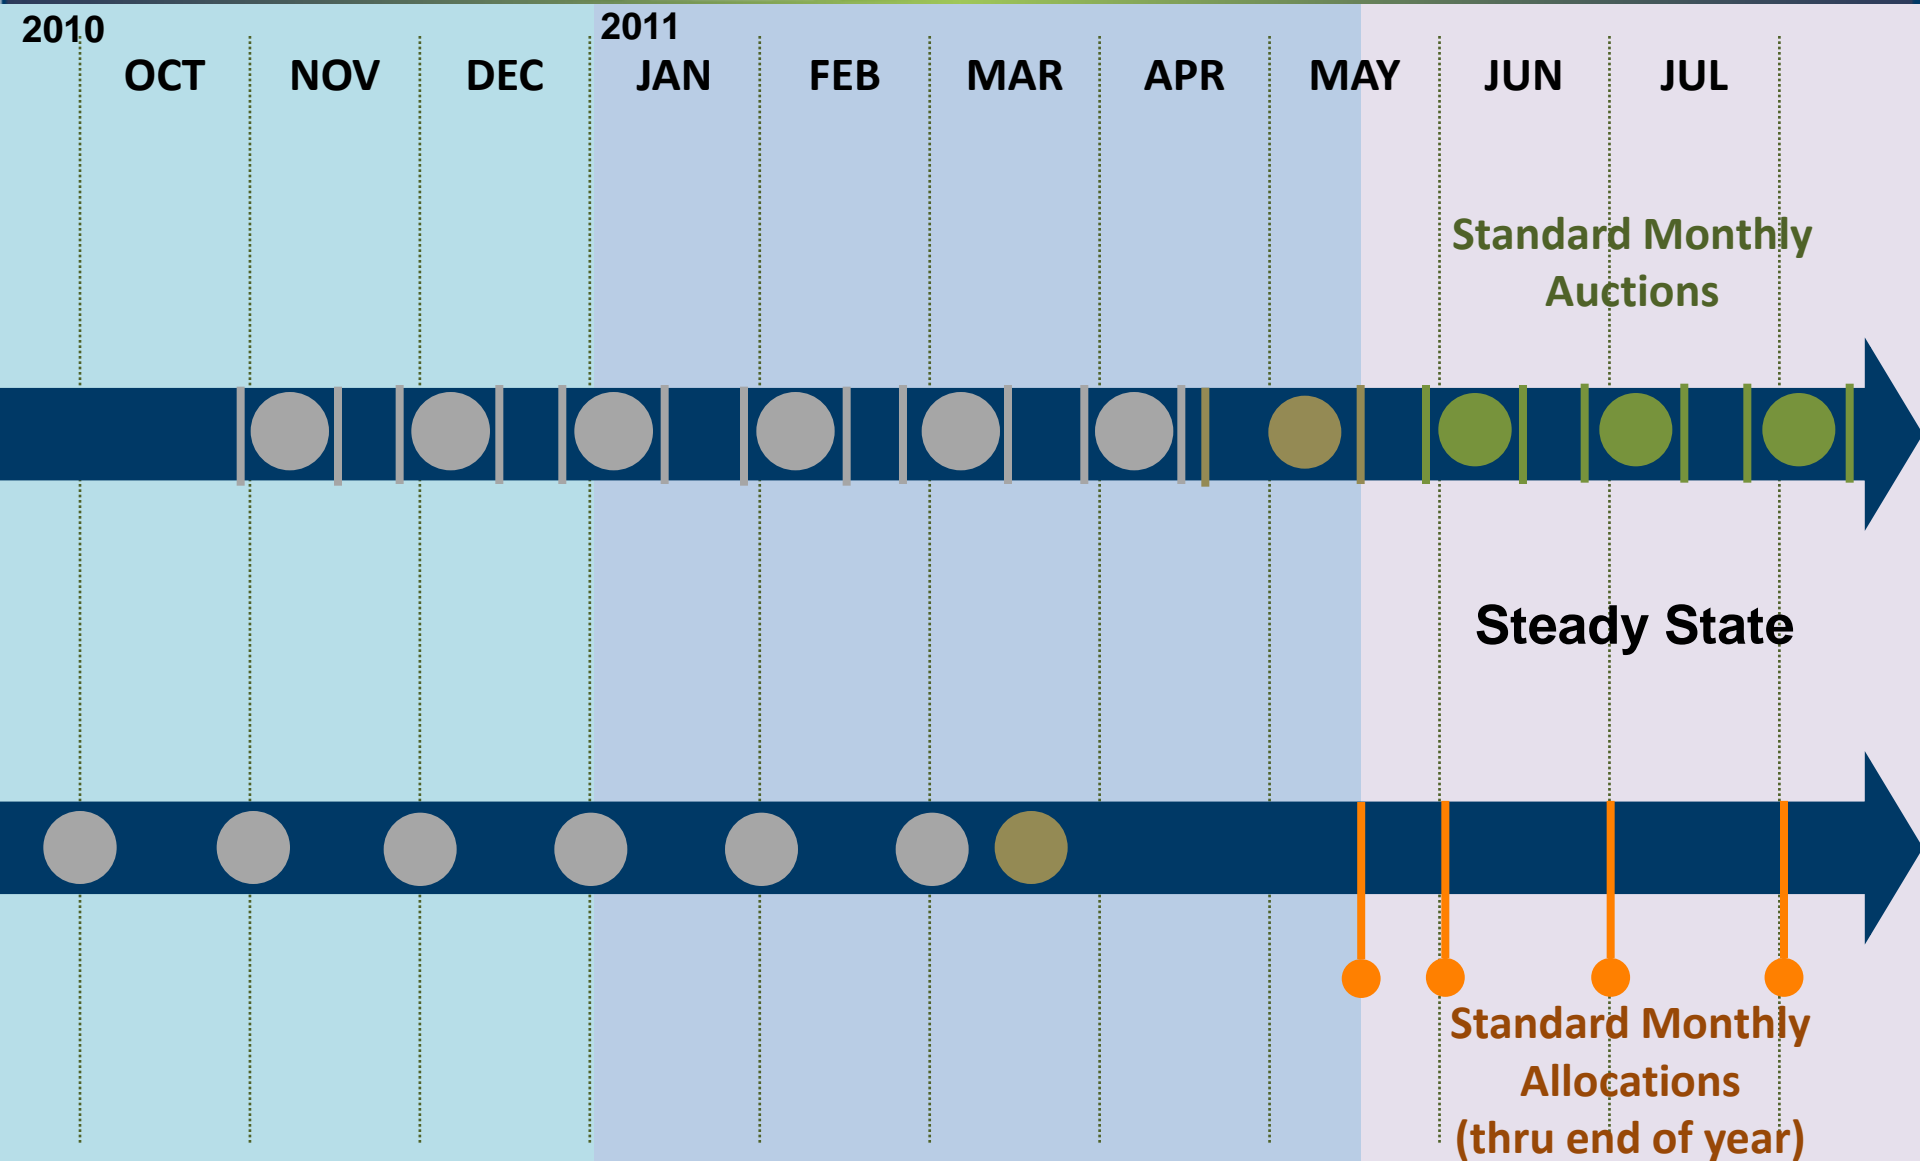 2010
2011
OCT NOV DEC JAN FEB MAR APR MAY JUN JUL
Standard Monthly
Auctions
Steady State
Standard Monthly
Allocations
(thru end of year)